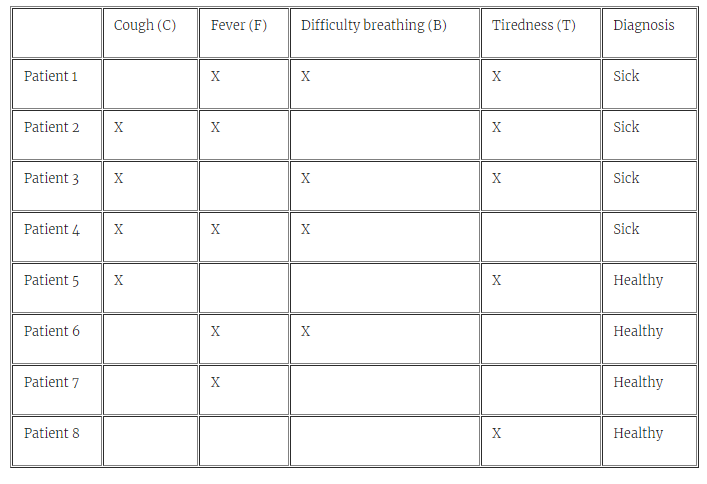 Cough (C) Fever (F) Difficulty breathing (B) Tiredness (T) Diagnosis
Patient 1 X X X Sick
Patient 2 X X X Sick
Patient 3 X X X Sick
Patient 4 X X X Sick
Patient 5 X X Healthy
Patient 6 X X Healthy
Patient 7 X Healthy
Patient 8 X Healthy